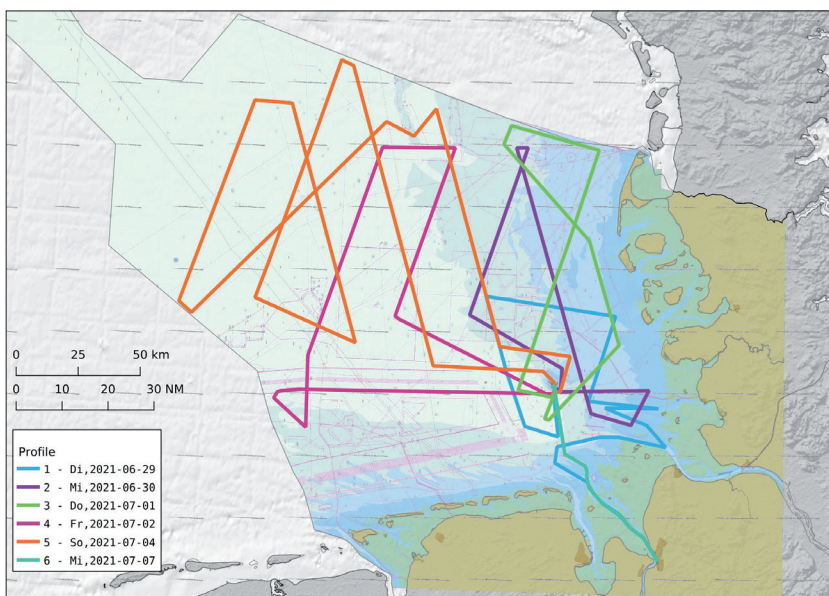 0 25 50 km
0 10 20 30 NM
Profile
1 - Di,2021-06-29
2 - Mi,2021-06-30
3 - Do,2021-07-01
4 - Fr,2021-07-02
5 - So,2021-07-04
6 - Mi,2021-07-07